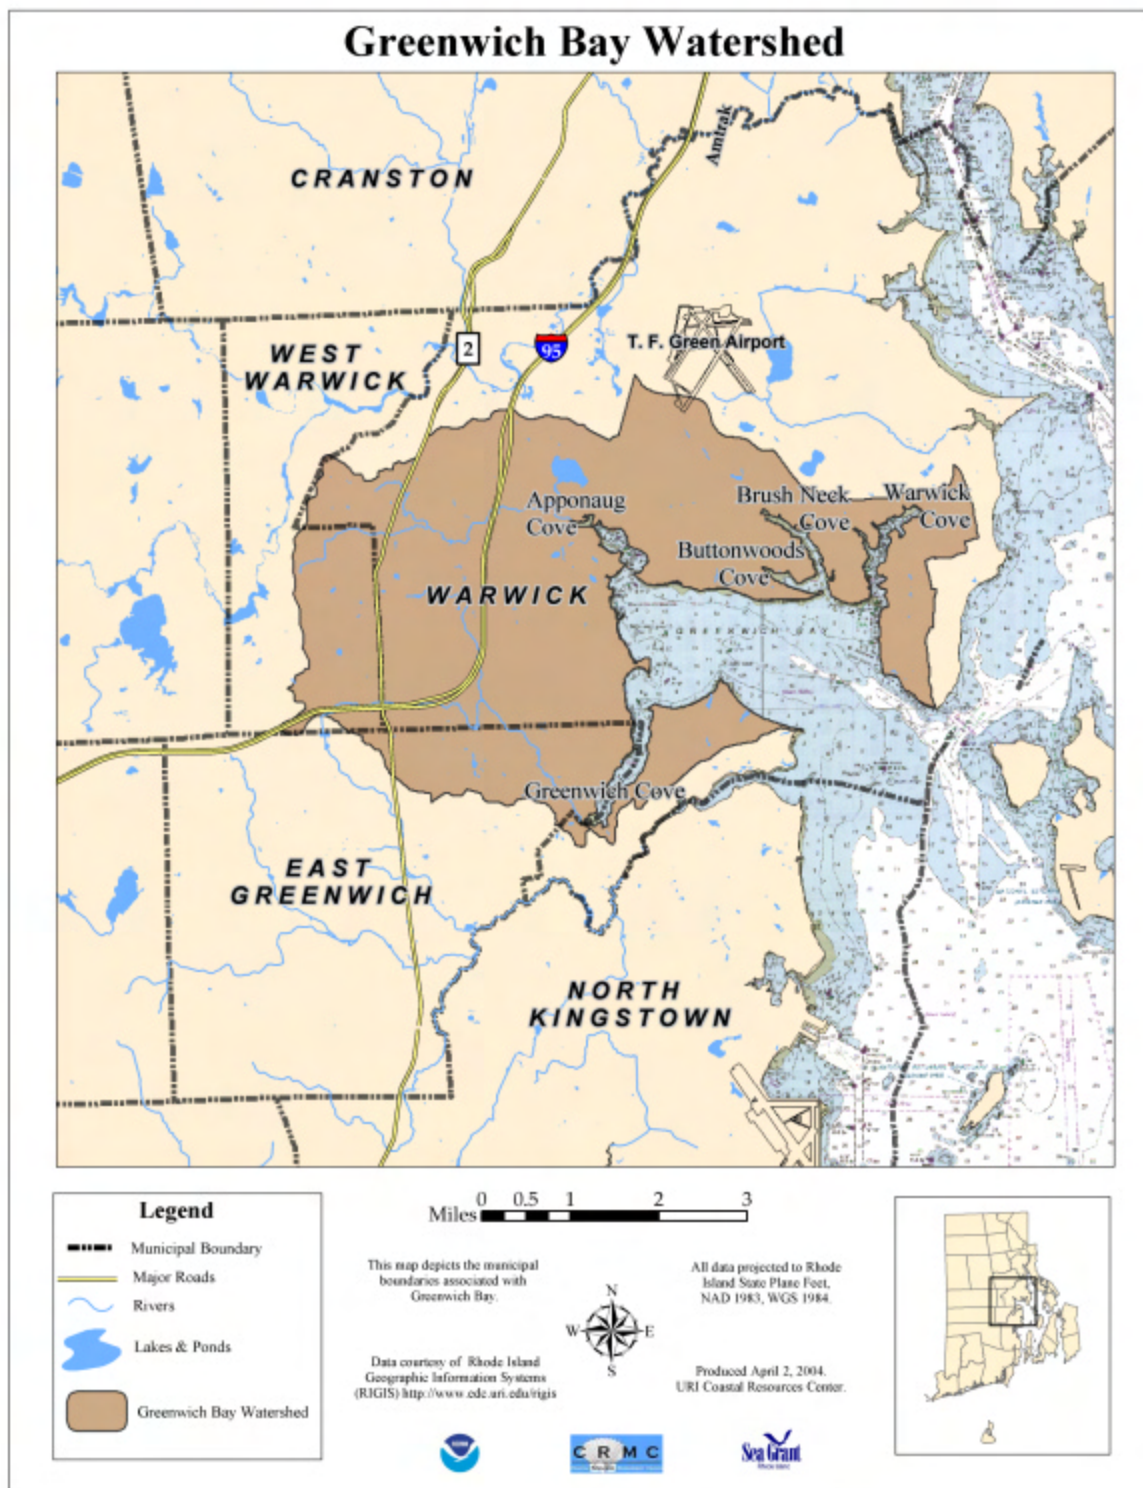 Greenwich Bay Watershed
Amtrak
CRANSTON
WEST
WARWICK
2
95
T. F. Green Airport
Apponaug
Cove
Brush Neck
Cove
Warwick
Cove
Buttonwoods
Cove
WARWICK
GREENWICH BAY
Greenwich Cove
EAST
GREENWICH
NORTH
KINGSTOWN
Legend
Municipal Boundary
Major Roads
Rivers
Lakes & Ponds
Greenwich Bay Watershed
0 0.5 1 2 3
Miles
This map depicts the municipal
boundaries associated with
Greenwich Bay.
All data projected to Rhode
Island State Plane Feet,
NAD 1983, WGS 1984.
N
W E
S
Data courtesy of Rhode Island
Geographic Information Systems
(RIGIS) http://www.edc.uri.edu/rigis
Produced April 2, 2004.
URI Coastal Resources Center.
CRMC
Sea Grant
Rhode Island